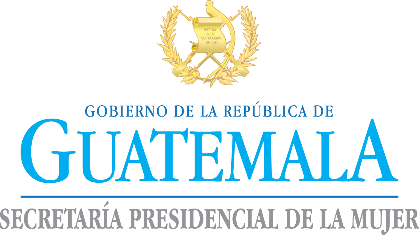 GOBIERNO DE LA REPÚBLICA DE
GUATEMALA
SECRETARÍA PRESIDENCIAL DE LA MUJER